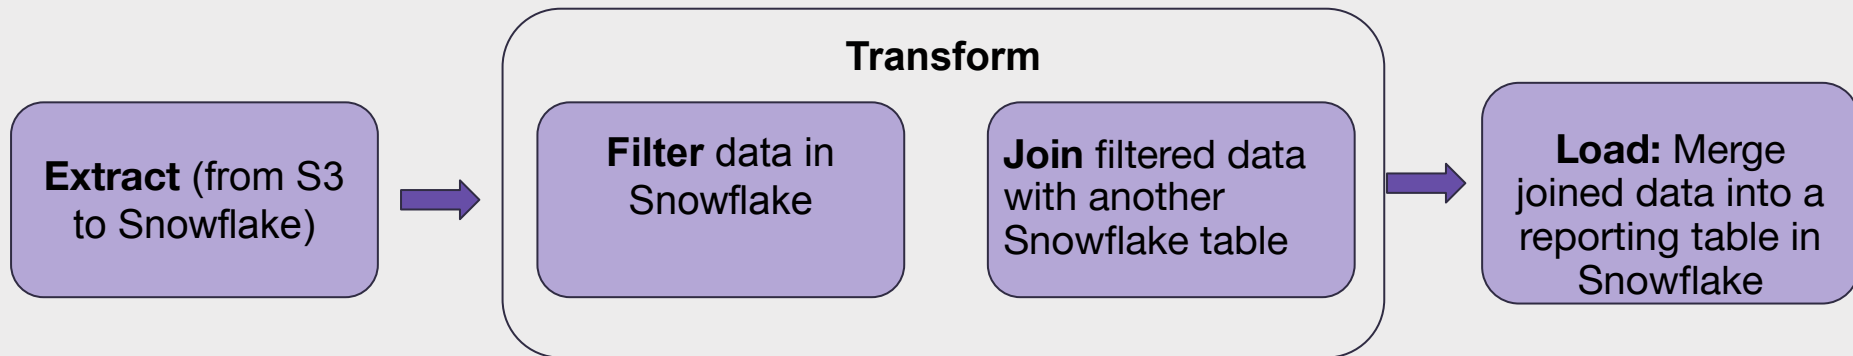 Transform
Extract (from S3
to Snowflake)
Filter data in
Snowflake
Join filtered data
with another
Snowflake table
Load: Merge
joined data into a
reporting table in
Snowflake